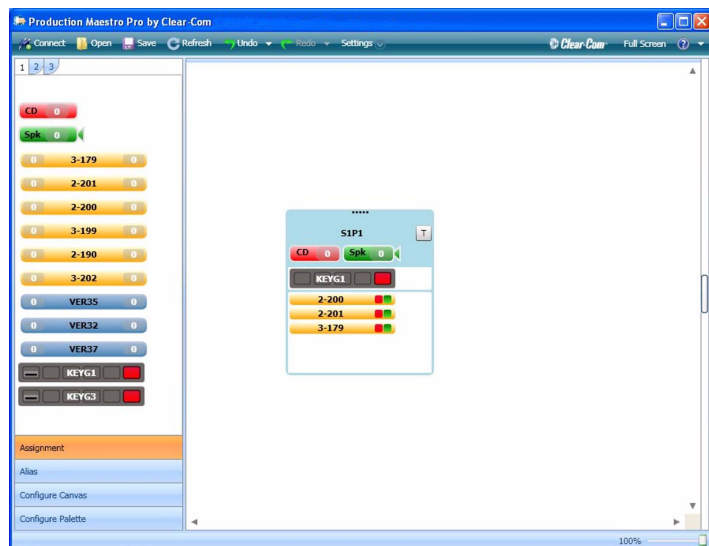 Production Maestro Pro by Clear-Com
Connect Open Save Refresh Undo Redo Settings Clear-Com Full Screen ?
1 2 3
CD 0
Spk 0
0 3-179 0
0 2-201 0
0 2-200 0
0 3-199 0
0 2-190 0
0 3-202 0
0 VER35 0
0 VER32 0
0 VER37 0
KEYG1
KEYG3
Assignment
Alias
Configure Canvas
Configure Palette
S1P1 T
CD 0 Spk 0
KEYG1
2-200
2-201
3-179
100%